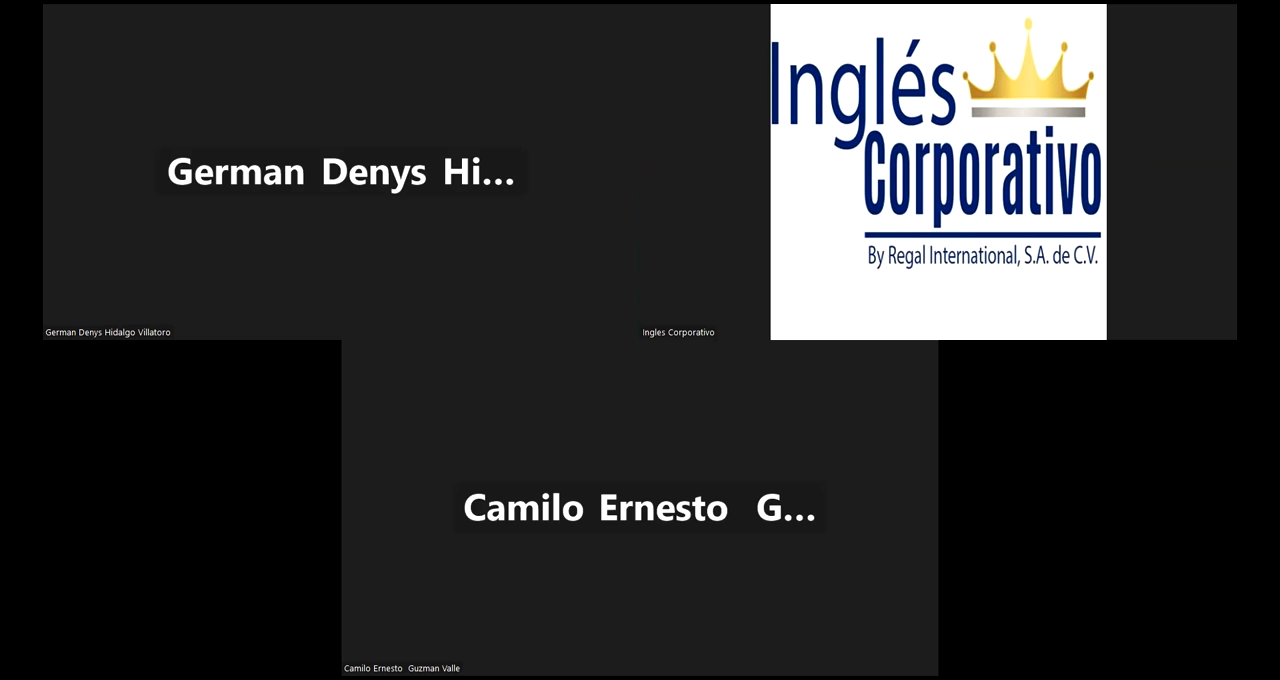 German Denys Hi...
German Denys Hidalgo Villatoro
Inglés
Corporativo
By Regal International, S.A. de C.V.
Ingles Corporativo
Camilo Ernesto G...
Camilo Ernesto Guzman Valle